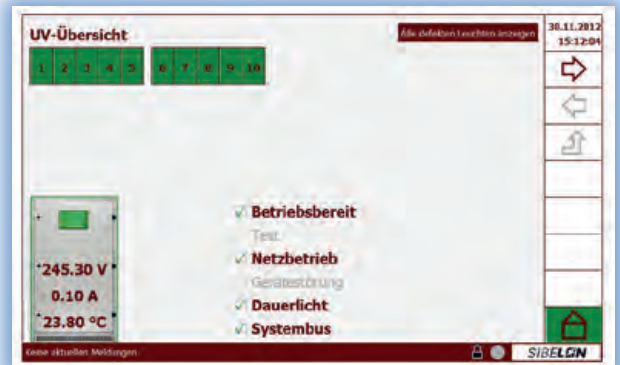 UV-Übersicht
Alle defekten Leuchten anzeigen
30.11.2012
15:12:04
1 2 3 4 5 6 7 8 9 10
Betriebsbereit
Test
Netzbetrieb
Gerätestörung
Dauerlicht
Systembus
245.30 V
0.10 A
23.80 °C
Keine aktuellen Meldungen
SIBELON